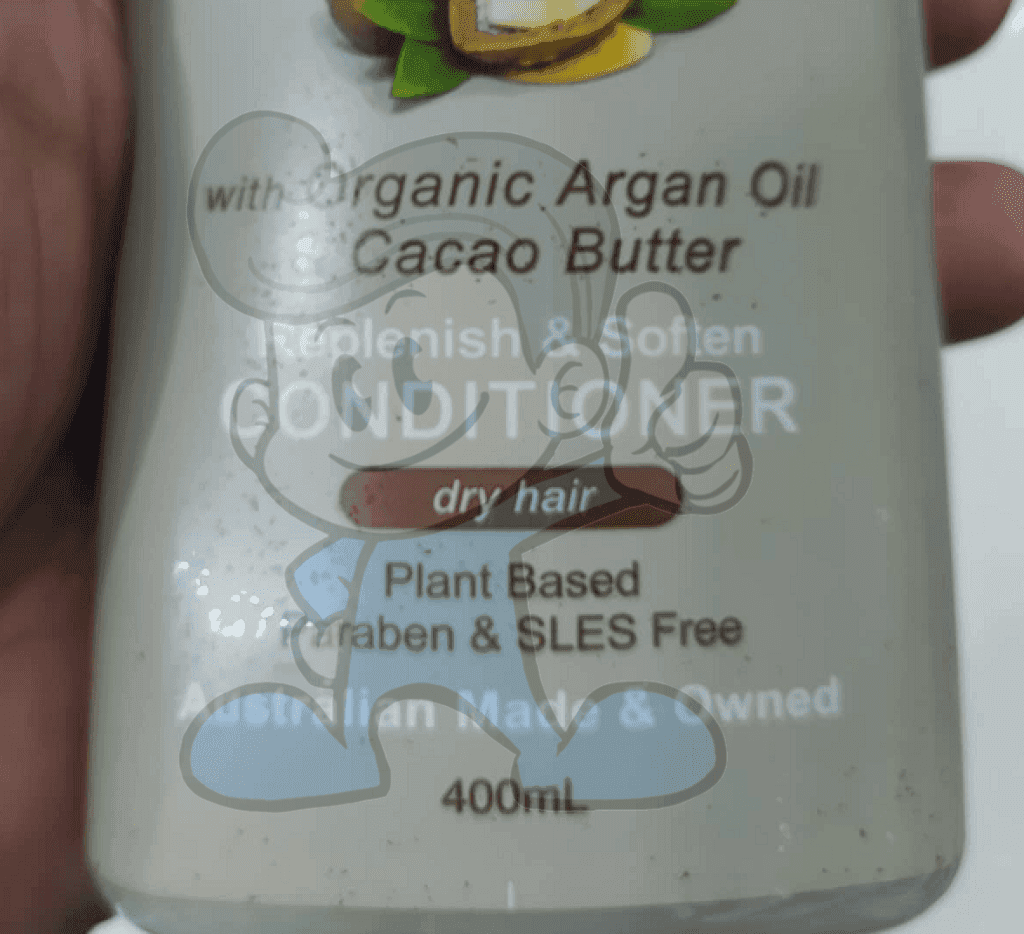 with Organic Argan Oil
& Cacao Butter
Replenish & Soften
CONDITIONER
dry hair
Plant Based
Paraben & SLES Free
Australian Made & Owned
400mL